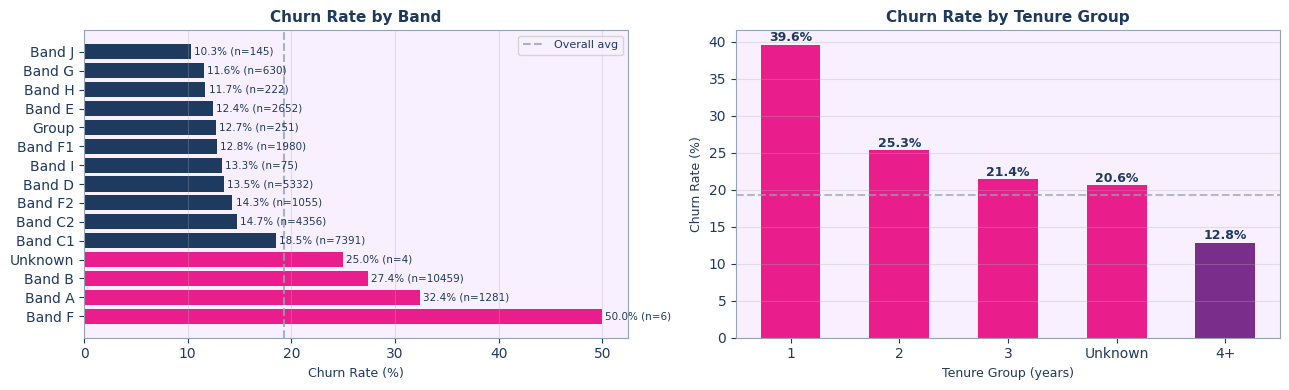 Churn Rate by Band
Overall avg
Band J 10.3% (n=145)
Band G 11.6% (n=630)
Band H 11.7% (n=222)
Band E 12.4% (n=2652)
Group 12.7% (n=251)
Band F1 12.8% (n=1980)
Band I 13.3% (n=75)
Band D 13.5% (n=5332)
Band F2 14.3% (n=1055)
Band C2 14.7% (n=4356)
Band C1 18.5% (n=7391)
Unknown 25.0% (n=4)
Band B 27.4% (n=10459)
Band A 32.4% (n=1281)
Band F 50.0% (n=6)
0 10 20 30 40 50
Churn Rate (%)
Churn Rate by Tenure Group
Churn Rate (%)
40
35
30
25
20
15
10
5
0
39.6%
25.3%
21.4%
20.6%
12.8%
1 2 3 Unknown 4+
Tenure Group (years)